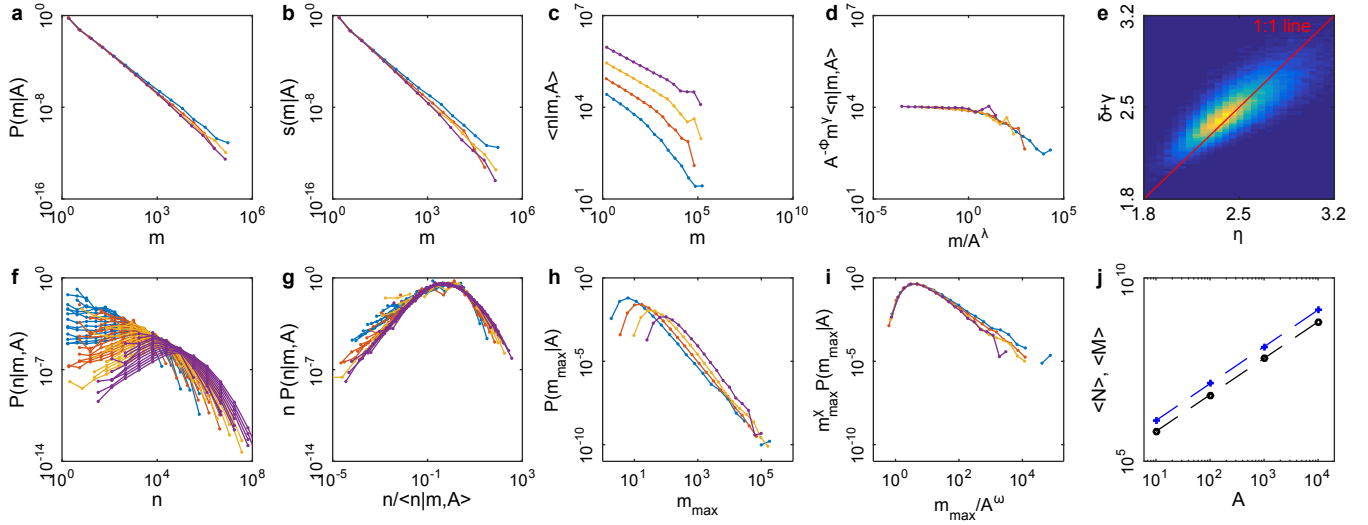 a
10^0
10^-8
10^-16
P(m|A)
10^0
10^3
10^6
m
b
10^0
10^-8
10^-16
s(m|A)
10^0
10^3
10^6
m
c
10^7
10^4
10^1
<n|m,A>
10^0
10^5
10^10
m
d
10^7
10^4
10^1
A^-Φ m^γ <n|m,A>
10^-5
10^0
10^5
m/A^λ
e
3.2
2.5
1.8
δ+γ
1:1 line
1.8
2.5
3.2
η
f
10^0
10^-7
10^-14
P(n|m,A)
10^0
10^4
10^8
n
g
10^0
10^-7
10^-14
n P(n|m,A)
10^-5
10^-1
10^3
n/<n|m,A>
h
10^0
10^-5
10^-10
P(m_max|A)
10^0
10^3
10^6
m_max
i
10^0
10^-5
10^-10
m_max^χ P(m_max|A)
10^0
10^2
10^4
m_max/A^ω
j
10^10
10^5
<N>, <M>
10^1
10^2
10^3
10^4
A